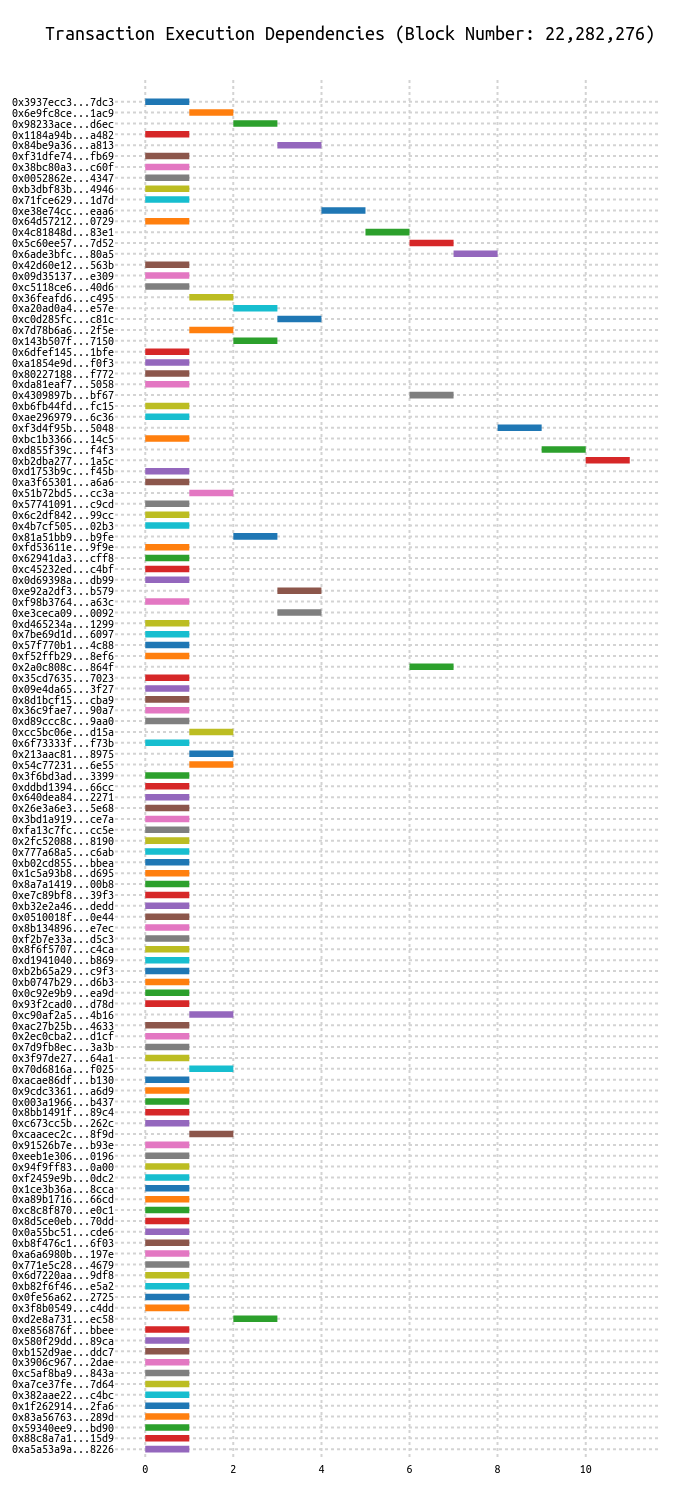 Transaction Execution Dependencies (Block Number: 22,282,276)
0x3937ecc3...7dc3
0x6e9fc8ce...1ac9
0x98233ace...d6ec
0x1184a94b...a482
0x84be9a36...a813
0xf31dfe74...fb69
0x38bc80a3...c60f
0x0052862e...4347
0xb3dbf83b...4946
0x71fce629...1d7d
0xe38e74cc...eaa6
0x64d57212...0729
0x4c81848d...83e1
0x5c60ee57...7d52
0x6ade3bfc...80a5
0x42d60e12...563b
0x09d35137...e309
0xc5118ce6...40d6
0x36feafd6...c495
0xa20ad0a4...e57e
0xc0d285fc...c81c
0x7d78b6a6...2f5e
0x143b507f...7150
0x6dfef145...1bfe
0xa1854e9d...f0f3
0x80227188...f772
0xda81eaf7...5058
0x4309897b...bf67
0xb6fb44fd...fc15
0xae296979...6c36
0xf3d4f95b...5048
0xbc1b3366...14c5
0xd855f39c...f4f3
0xb2dba277...1a5c
0xd1753b9c...f45b
0xa3f65301...a6a6
0x51b72bd5...cc3a
0x57741091...c9cd
0x6c2df842...99cc
0x4b7cf505...02b3
0x81a51bb9...b9fe
0xfd53611e...9f9e
0x62941da3...cff8
0xc45232ed...c4bf
0x0d69398a...db99
0xe92a2df3...b579
0xf98b3764...a63c
0xe3ceca09...0092
0xd465234a...1299
0x7be69d1d...6097
0x57f770b1...4c88
0xf52ffb29...8ef6
0x2a0c808c...864f
0x35cd7635...7023
0x09e4da65...3f27
0x8d1bcf15...cba9
0x36c9fae7...90a7
0xd89ccc8c...9aa0
0xcc5bc06e...d15a
0x6f73333f...f73b
0x213aac81...8975
0x54c77231...6e55
0x3f6bd3ad...3399
0xddbd1394...66cc
0x640dea84...2271
0x26e3a6e3...5e68
0x3bd1a919...ce7a
0xfa13c7fc...cc5e
0x2fc52088...8190
0x777a68a5...c6ab
0xb02cd855...bbea
0x1c5a93b8...d695
0x8a7a1419...00b8
0xe7c89bf8...39f3
0xb32e2a46...dedd
0x0510018f...0e44
0x8b134896...e7ec
0xf2b7e33a...d5c3
0x8f6f5707...c4ca
0xd1941040...b869
0xb2b65a29...c9f3
0xb0747b29...d6b3
0x0c92e9b9...ea9d
0x93f2cad0...d78d
0xc90af2a5...4b16
0xac27b25b...4633
0x2ec0cba2...d1cf
0x7d9fb8ec...3a3b
0x3f97de27...64a1
0x70d6816a...f025
0xacae86df...b130
0x9cdc3361...a6d9
0x003a1966...b437
0x8bb1491f...89c4
0xc673cc5b...262c
0xcaacec2c...8f9d
0x91526b7e...b93e
0xeeb1e306...0196
0x94f9ff83...0a00
0xf2459e9b...0dc2
0x1ce3b36a...8cca
0xa89b1716...66cd
0xc8c8f870...e0c1
0x8d5ce0eb...70dd
0x0a55bc51...cde6
0xb8f476c1...6f03
0xa6a6980b...197e
0x771e5c28...4679
0x6d7220aa...9df8
0xb82f6f46...e5a2
0x0fe56a62...2725
0x3f8b0549...c4dd
0xd2e8a731...ec58
0xe856876f...bbee
0x580f29dd...89ca
0xb152d9ae...ddc7
0x3906c967...2dae
0xc5af8ba9...843a
0xa7ce37fe...7d64
0x382aae22...c4bc
0x1f262914...2fa6
0x83a56763...289d
0x59340ee9...bd90
0x88c8a7a1...15d9
0xa5a53a9a...8226
0 2 4 6 8 10